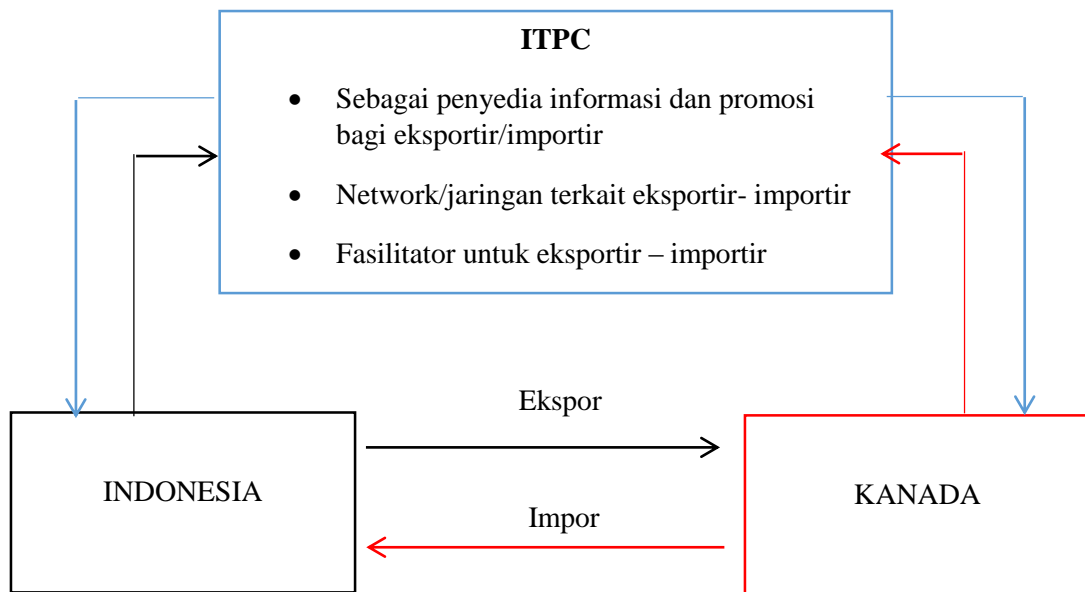 ITPC
• Sebagai penyedia informasi dan promosi
bagi eksportir/importir
• Network/jaringan terkait eksportir- importir
• Fasilitator untuk eksportir – importir
Ekspor
INDONESIA
KANADA
Impor